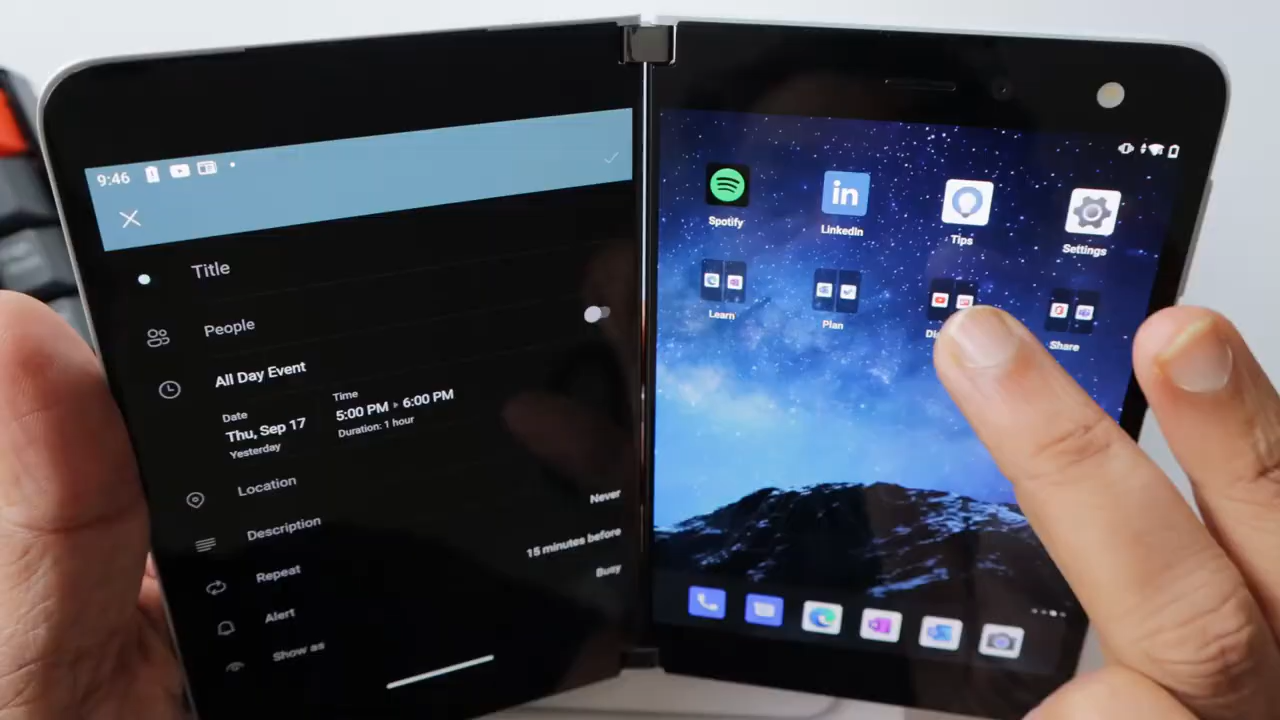 9:46
Title
People
All Day Event
Date
Thu, Sep 17
Yesterday
Time
5:00 PM ▸ 6:00 PM
Duration: 1 hour
Location
Description
Repeat
Never
Alert
15 minutes before
Show as
Busy
Spotify
LinkedIn
in
Tips
Settings
Learn
Plan
Share